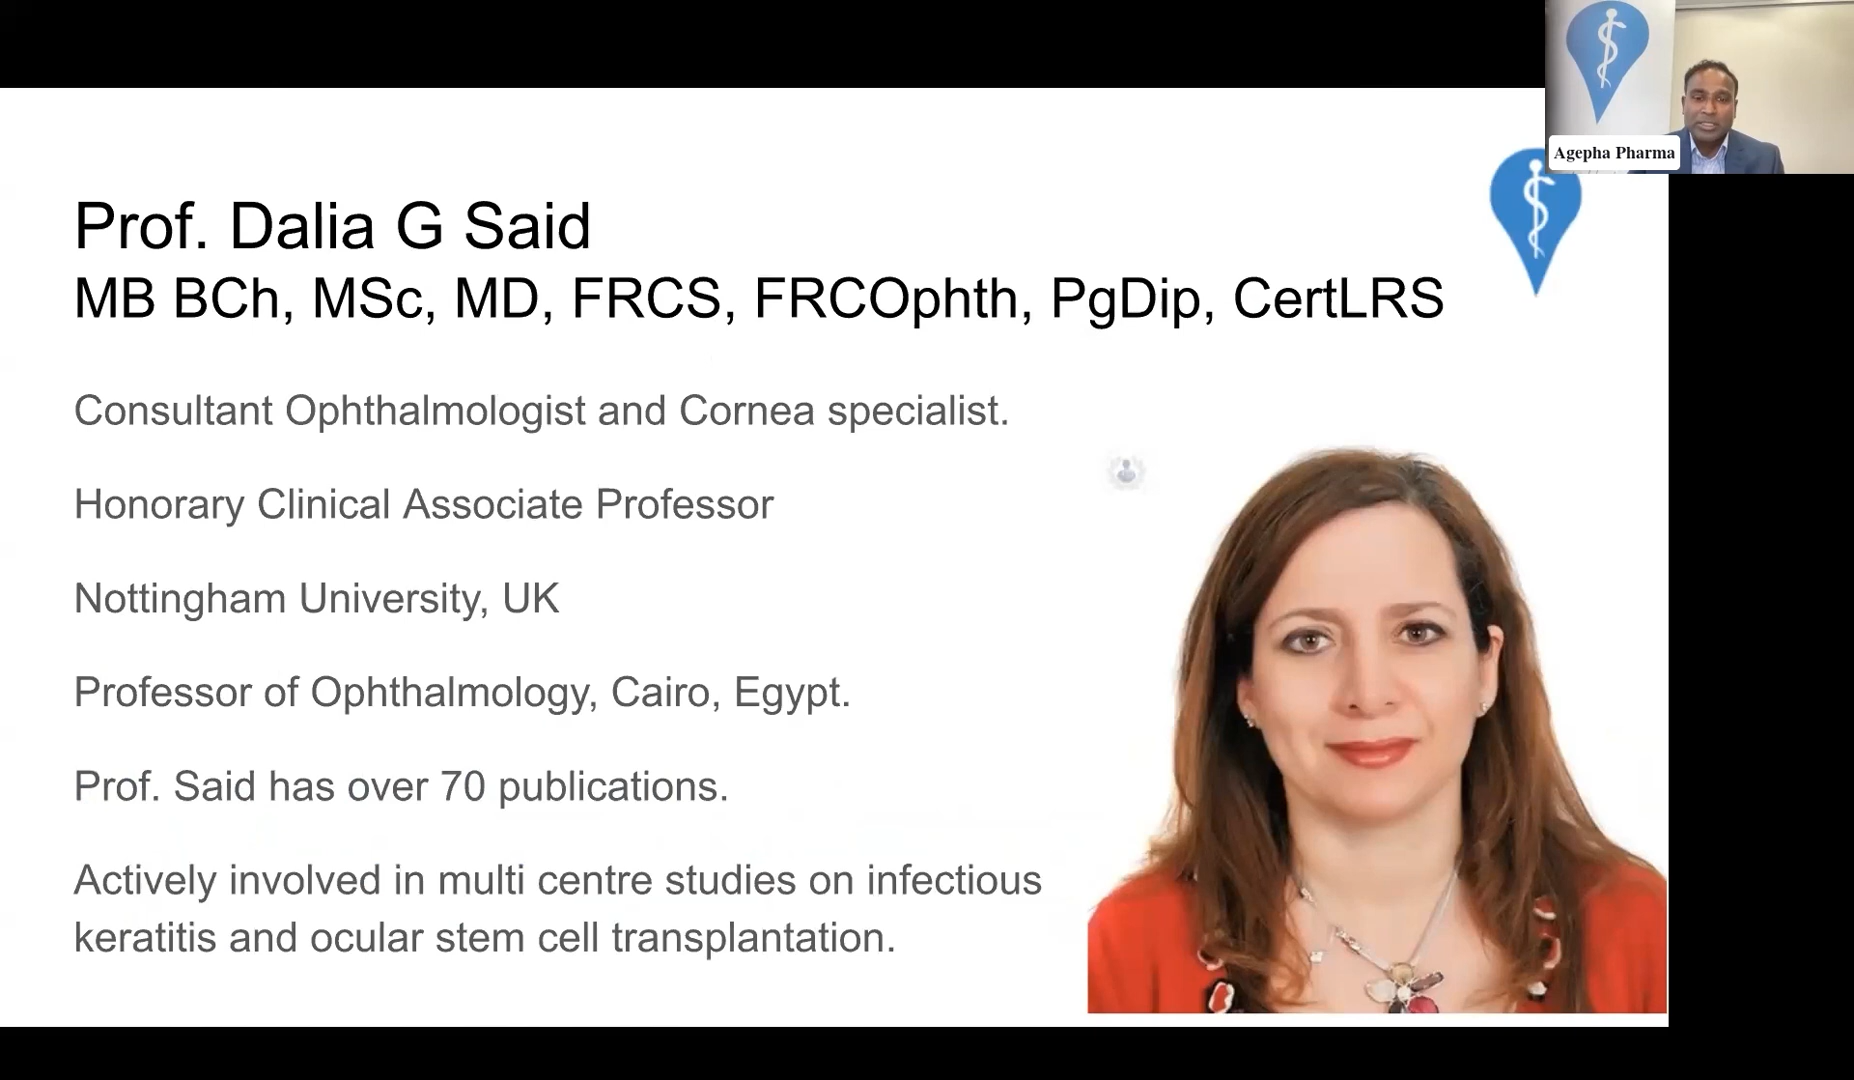 Agepha Pharma
Prof. Dalia G Said
MB BCh, MSc, MD, FRCS, FRCOphth, PgDip, CertLRS
Consultant Ophthalmologist and Cornea specialist.
Honorary Clinical Associate Professor
Nottingham University, UK
Professor of Ophthalmology, Cairo, Egypt.
Prof. Said has over 70 publications.
Actively involved in multi centre studies on infectious
keratitis and ocular stem cell transplantation.